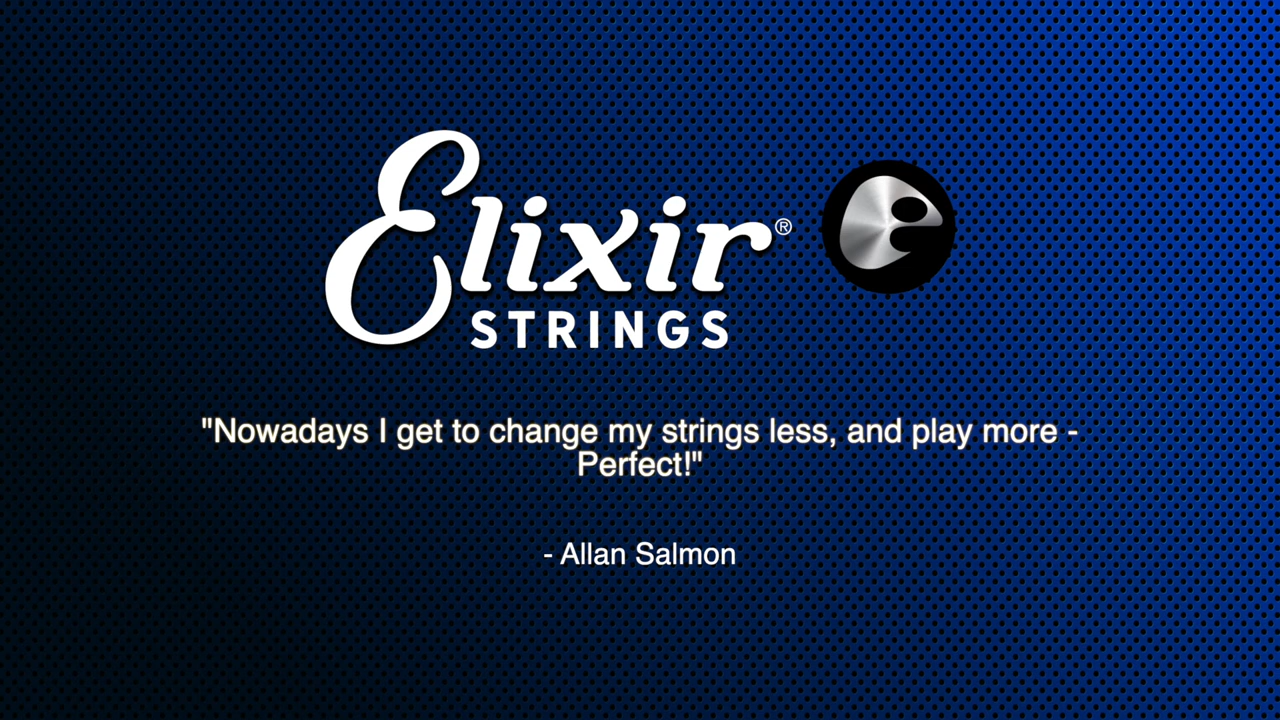 Elixir®
STRINGS
"Nowadays I get to change my strings less, and play more -
Perfect!"
- Allan Salmon